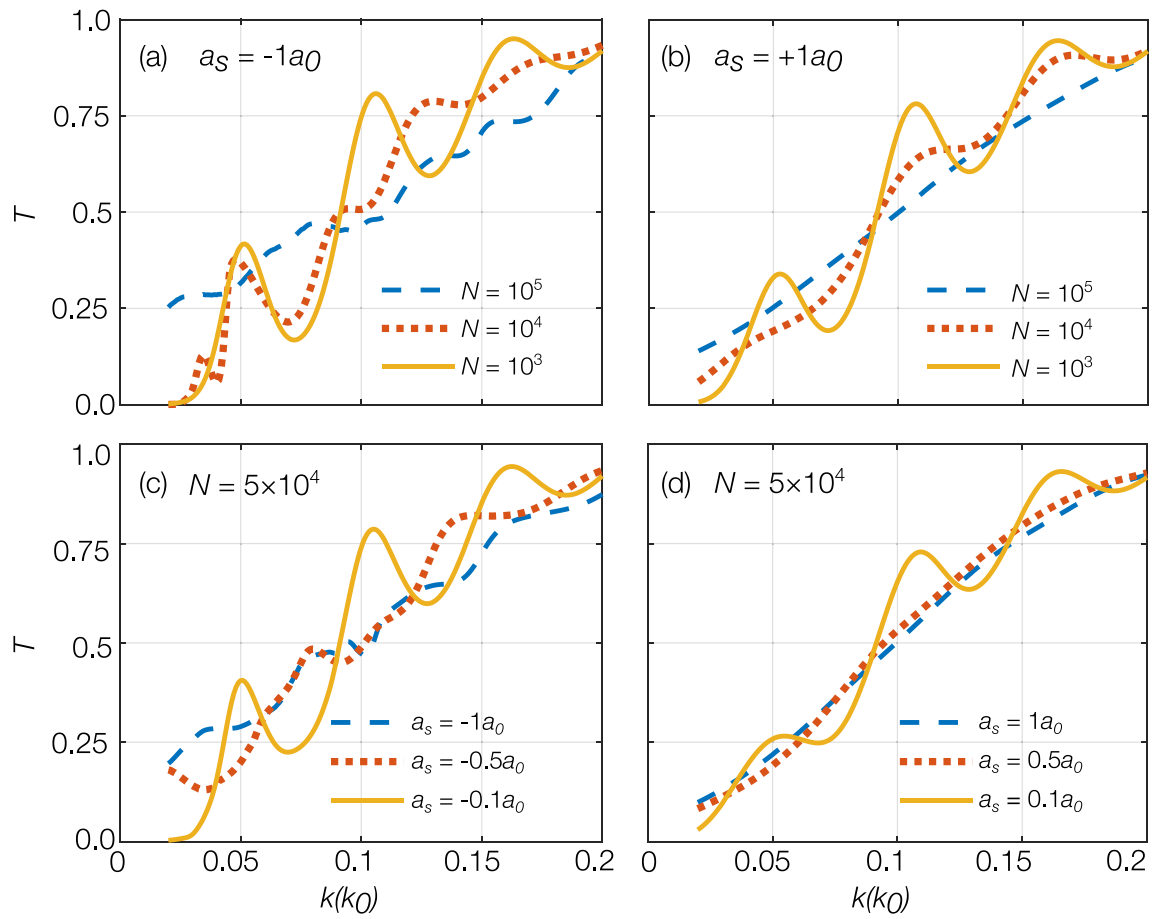 1.0
(a) a_S = -1a_0
(b) a_S = +1a_0
0.75
T
0.5
0.25
N = 10^5
N = 10^4
N = 10^3
N = 10^5
N = 10^4
N = 10^3
0.0
1.0
(c) N = 5×10^4
(d) N = 5×10^4
0.75
T
0.5
0.25
a_s = -1a_0
a_s = -0.5a_0
a_s = -0.1a_0
a_s = 1a_0
a_s = 0.5a_0
a_s = 0.1a_0
0.0
0 0.05 0.1 0.15 0.2
0 0.05 0.1 0.15 0.2
k(k_0)
k(k_0)